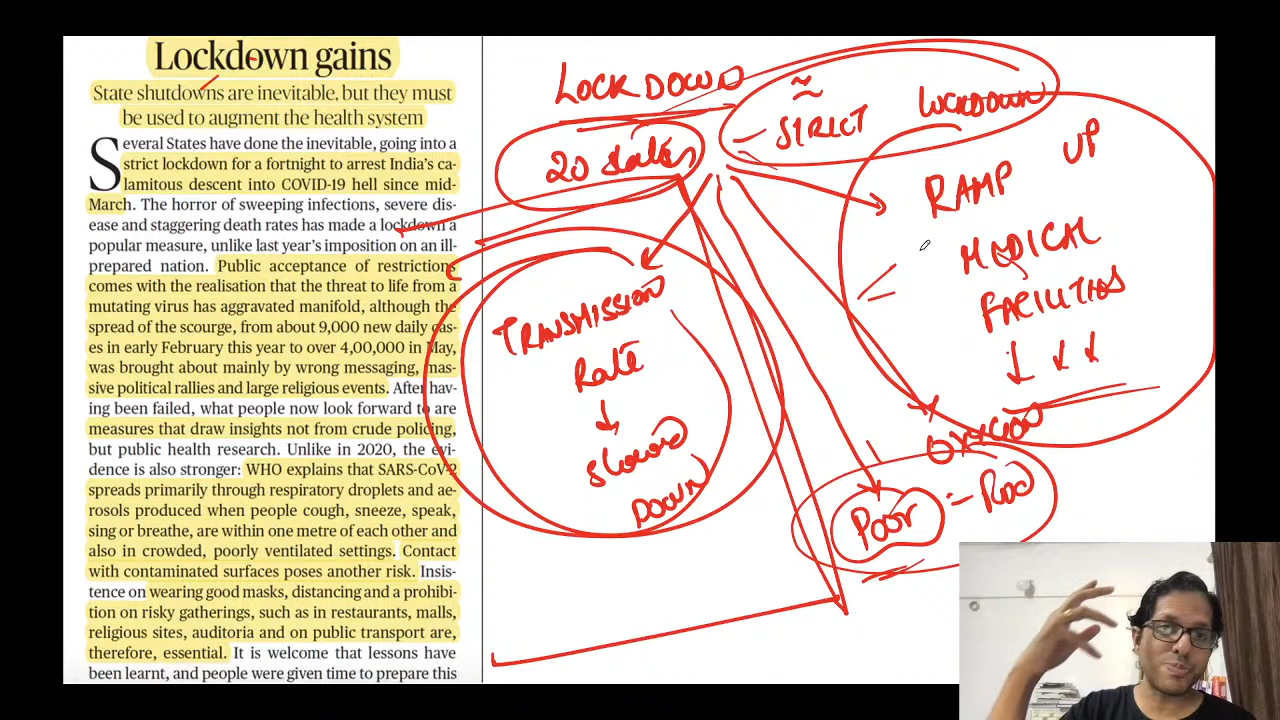 Lockdown gains
State shutdowns are inevitable, but they must
be used to augment the health system
Several States have done the inevitable, going into a
strict lockdown for a fortnight to arrest India's ca-
lamitous descent into COVID-19 hell since mid-
March. The horror of sweeping infections, severe dis-
ease and staggering death rates has made a lockdown a
popular measure, unlike last year's imposition on an ill-
prepared nation. Public acceptance of restrictions
comes with the realisation that the threat to life from a
mutating virus has aggravated manifold, although the
spread of the scourge, from about 9,000 new daily cas-
es in early February this year to over 4,00,000 in May,
was brought about mainly by wrong messaging, mas-
sive political rallies and large religious events. After hav-
ing been failed, what people now look forward to are
measures that draw insights not from crude policing,
but public health research. Unlike in 2020, the evi-
dence is also stronger: WHO explains that SARS-CoV-2
spreads primarily through respiratory droplets and ae-
rosols produced when people cough, sneeze, speak,
sing or breathe, are within one metre of each other and
also in crowded, poorly ventilated settings. Contact
with contaminated surfaces poses another risk. Insis-
tence on wearing good masks, distancing and a prohibi-
tion on risky gatherings, such as in restaurants, malls,
religious sites, auditoria and on public transport are,
therefore, essential. It is welcome that lessons have
been learnt, and people were given time to prepare this
LOCKDOWN
- STRICT LOCKDOWN
20 States
RAMP UP
MEDICAL
FACILITIES
TRANSMISSION
Rate
Slowed
DOWN
OXYGEN
Poor :-